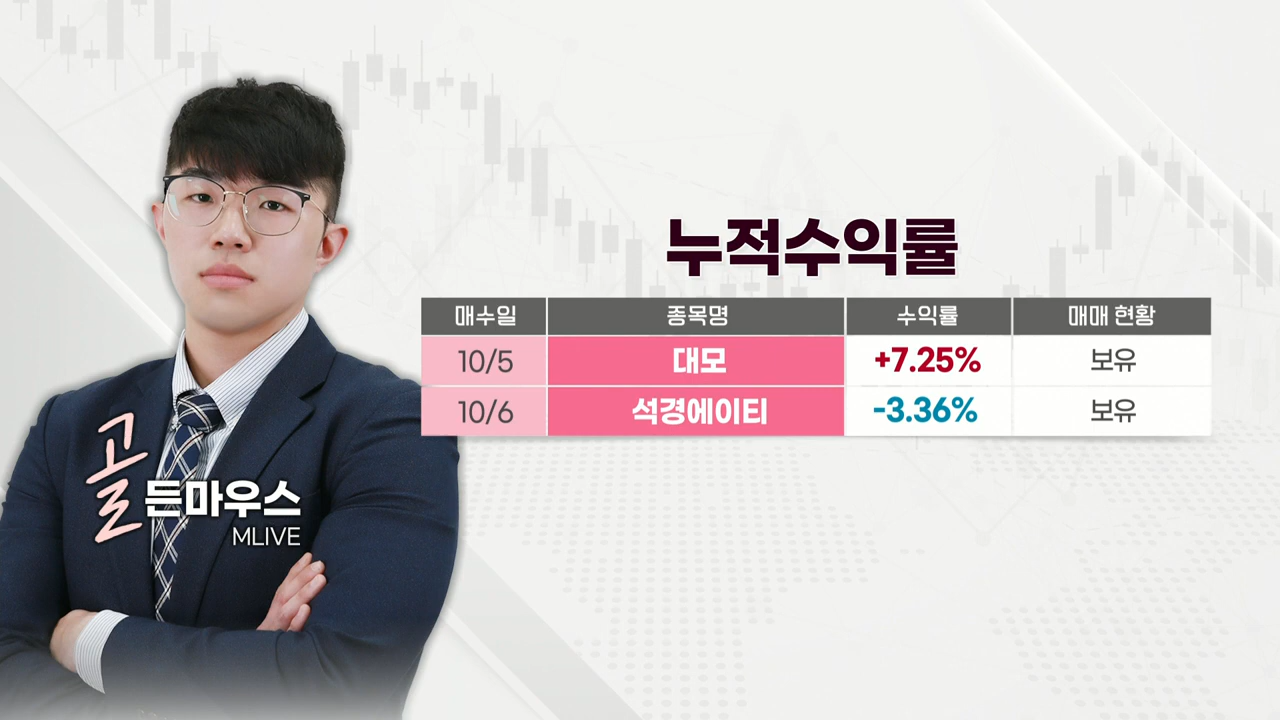 누적수익률
매수일 종목명 수익률 매매 현황
10/5 대모 +7.25% 보유
10/6 석경에이티 -3.36% 보유
골든마우스
MLIVE